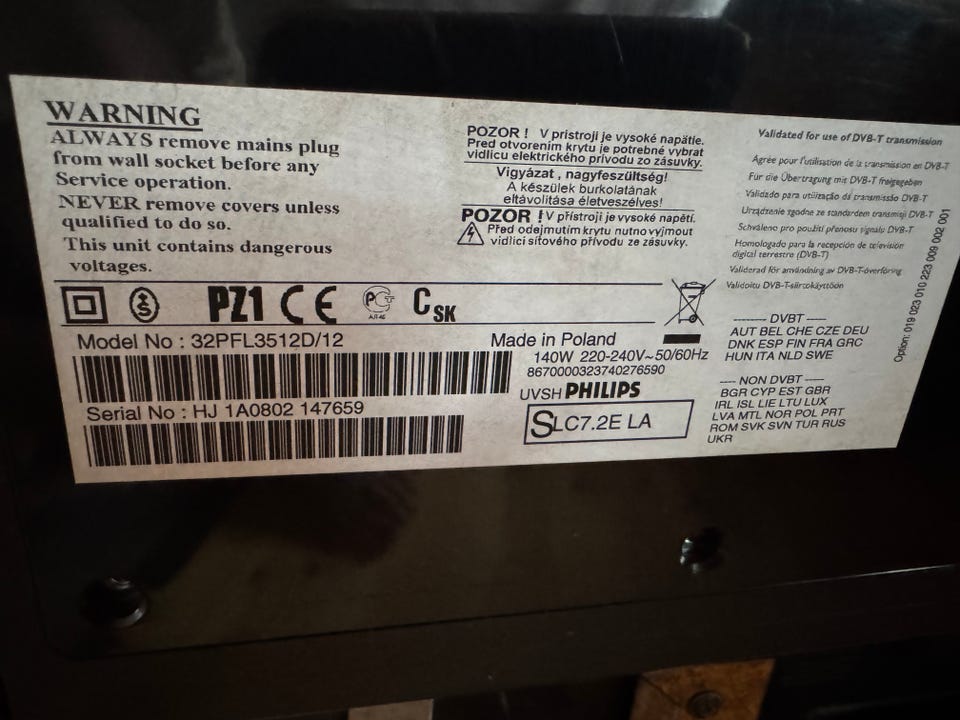 WARNING
ALWAYS remove mains plug
from wall socket before any
Service operation.
NEVER remove covers unless
qualified to do so.
This unit contains dangerous
voltages.
POZOR ! V pristroji je vysoké napätie.
Pred otvorením krytu je potrebné vybrat
vidlicu elektrického prívodu zo zásuvky.
Vigyázat , nagyfeszültség!
A készülek burkolatának
eltávolítása életveszélves!
POZOR ! V přístroji je vysoké napětí.
Před odejmutím krytu nutno vyjmout
vidlici síťového přívodu ze zásuvky.
Validated for use of DVB-T transmission
Agrée pour l'utilisation de la transmission en DVB-T
Für die Übertragung mit DVB-T freigegeben
Validado para utilização da transmissão DVB-T
Urządzenie zgodne ze standardem transmisji DVB-T
Schváleno pro použití přenosu signálu DVB-T
Homologado para la recepción de televisión
digital terrestre (DVB-T)
Validerad för användning av DVB-T-överföring
Validoitu DVB-T-siirtokäyttöön
Option: 019 023 010 223 009 002 001
S
PZ1 CE
PCT
C SK
Model No : 32PFL3512D/12
Serial No : HJ 1A0802 147659
Made in Poland
140W 220-240V~50/60Hz
8670000323740276590
UVSH PHILIPS
SLC7.2E LA
-------- DVBT --------
AUT BEL CHE CZE DEU
DNK ESP FIN FRA GRC
HUN ITA NLD SWE
---- NON DVBT -----
BGR CYP EST GBR
IRL ISL LIE LTU LUX
LVA MTL NOR POL PRT
ROM SVK SVN TUR RUS
UKR